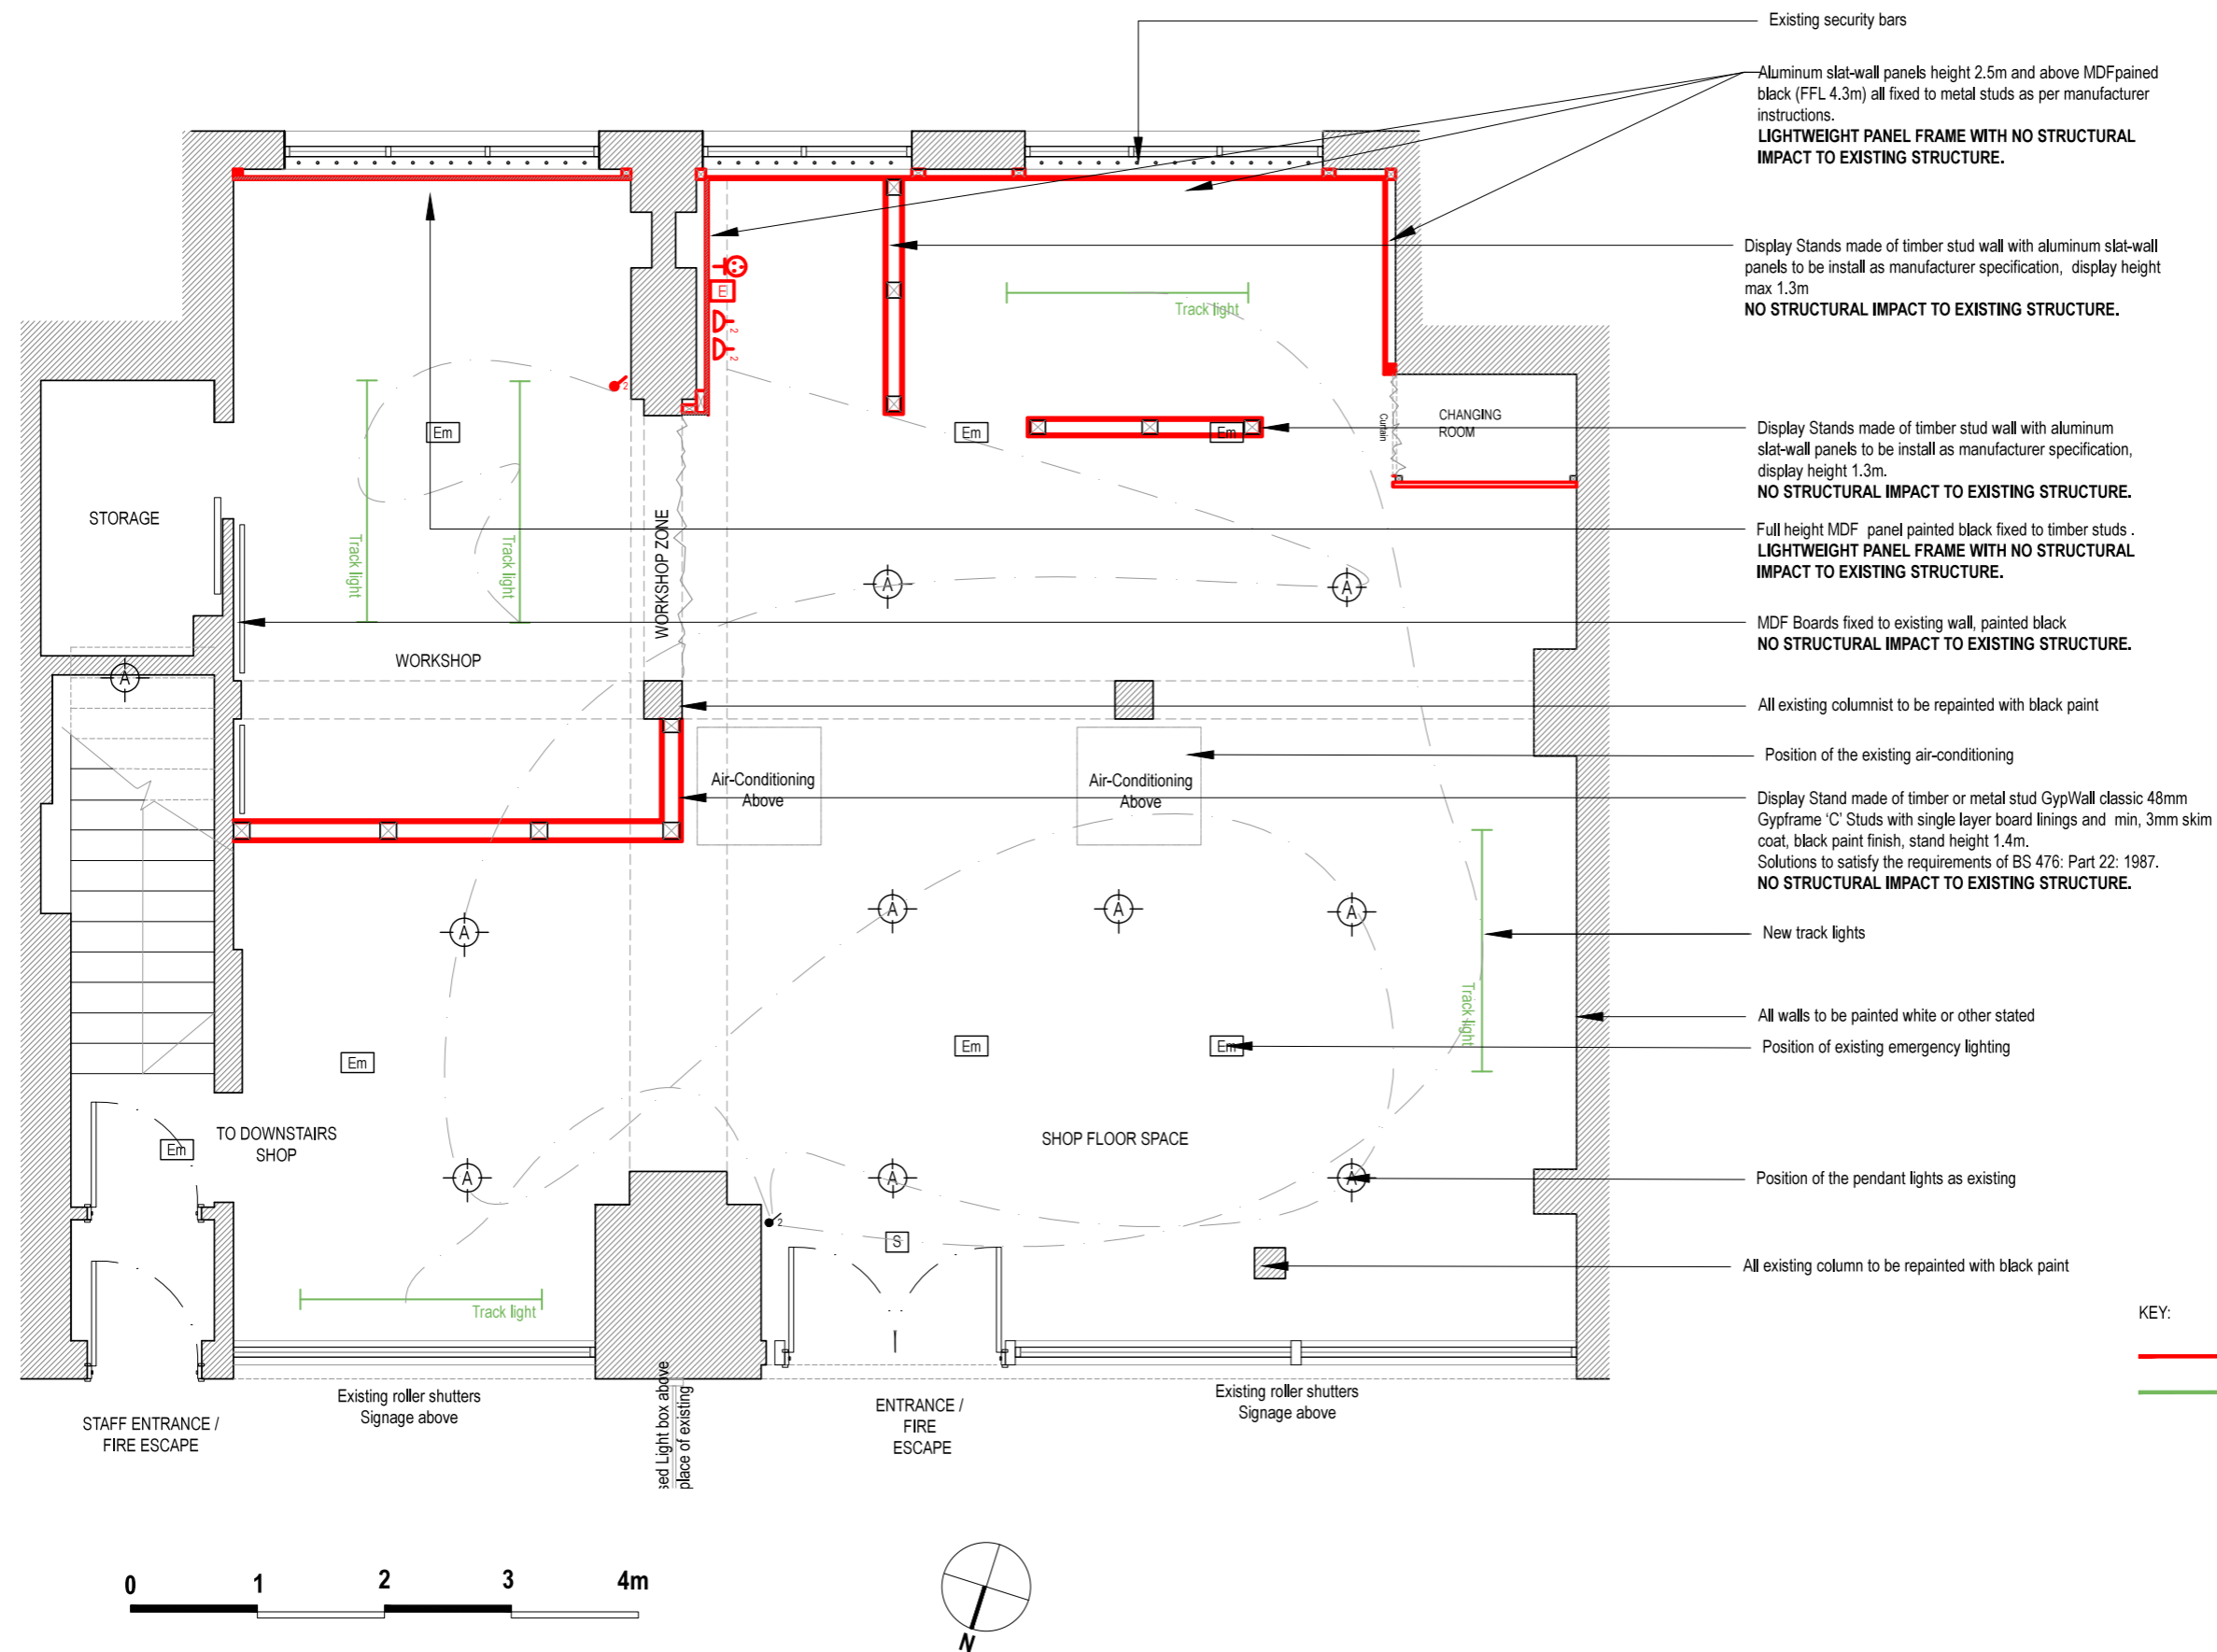 Existing security bars
Aluminum slat-wall panels height 2.5m and above MDFpained
black (FFL 4.3m) all fixed to metal studs as per manufacturer
instructions.
LIGHTWEIGHT PANEL FRAME WITH NO STRUCTURAL
IMPACT TO EXISTING STRUCTURE.
Display Stands made of timber stud wall with aluminum slat-wall
panels to be install as manufacturer specification, display height
max 1.3m
NO STRUCTURAL IMPACT TO EXISTING STRUCTURE.
Display Stands made of timber stud wall with aluminum
slat-wall panels to be install as manufacturer specification,
display height 1.3m.
NO STRUCTURAL IMPACT TO EXISTING STRUCTURE.
Full height MDF panel painted black fixed to timber studs .
LIGHTWEIGHT PANEL FRAME WITH NO STRUCTURAL
IMPACT TO EXISTING STRUCTURE.
MDF Boards fixed to existing wall, painted black
NO STRUCTURAL IMPACT TO EXISTING STRUCTURE.
All existing columnist to be repainted with black paint
Position of the existing air-conditioning
Display Stand made of timber or metal stud GypWall classic 48mm
Gypframe ‘C’ Studs with single layer board linings and min, 3mm skim
coat, black paint finish, stand height 1.4m.
Solutions to satisfy the requirements of BS 476: Part 22: 1987.
NO STRUCTURAL IMPACT TO EXISTING STRUCTURE.
New track lights
All walls to be painted white or other stated
Position of existing emergency lighting
Position of the pendant lights as existing
All existing column to be repainted with black paint
KEY:
E
2
2
2
Track light
Em
Em
Em
CHANGING
ROOM
Curtain
STORAGE
Track light
Track light
WORKSHOP ZONE
A
A
WORKSHOP
A
Air-Conditioning
Above
Air-Conditioning
Above
A
A
A
A
Track light
Em
Em
Em
TO DOWNSTAIRS
SHOP
Em
SHOP FLOOR SPACE
A
A
A
2
S
Track light
Existing roller shutters
Signage above
STAFF ENTRANCE /
FIRE ESCAPE
sed Light box above
place of existing
ENTRANCE /
FIRE
ESCAPE
Existing roller shutters
Signage above
0 1 2 3 4m
N